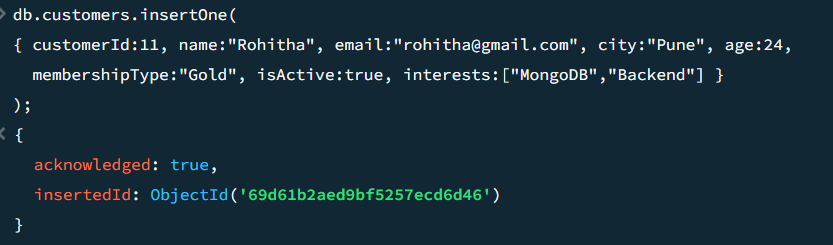 db.customers.insertOne(
{ customerId:11, name:"Rohitha", email:"rohitha@gmail.com", city:"Pune", age:24,
membershipType:"Gold", isActive:true, interests:["MongoDB","Backend"] }
);
{
acknowledged: true,
insertedId: ObjectId('69d61b2aed9bf5257ecd6d46')
}